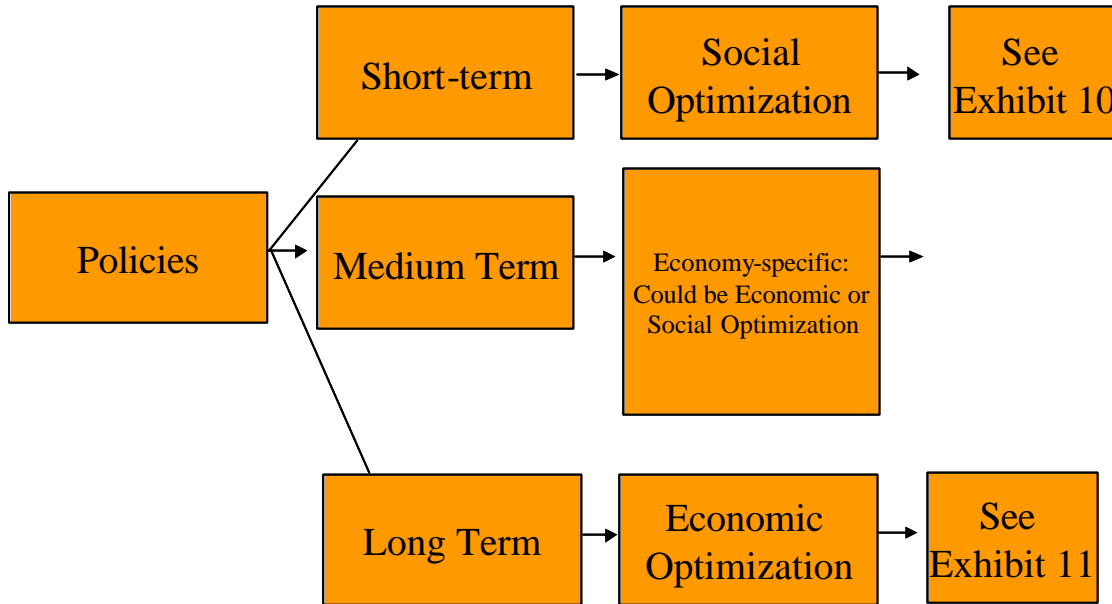 Short-term
Social
Optimization
See
Exhibit 10
Policies
Medium Term
Economy-specific:
Could be Economic or
Social Optimization
Long Term
Economic
Optimization
See
Exhibit 11